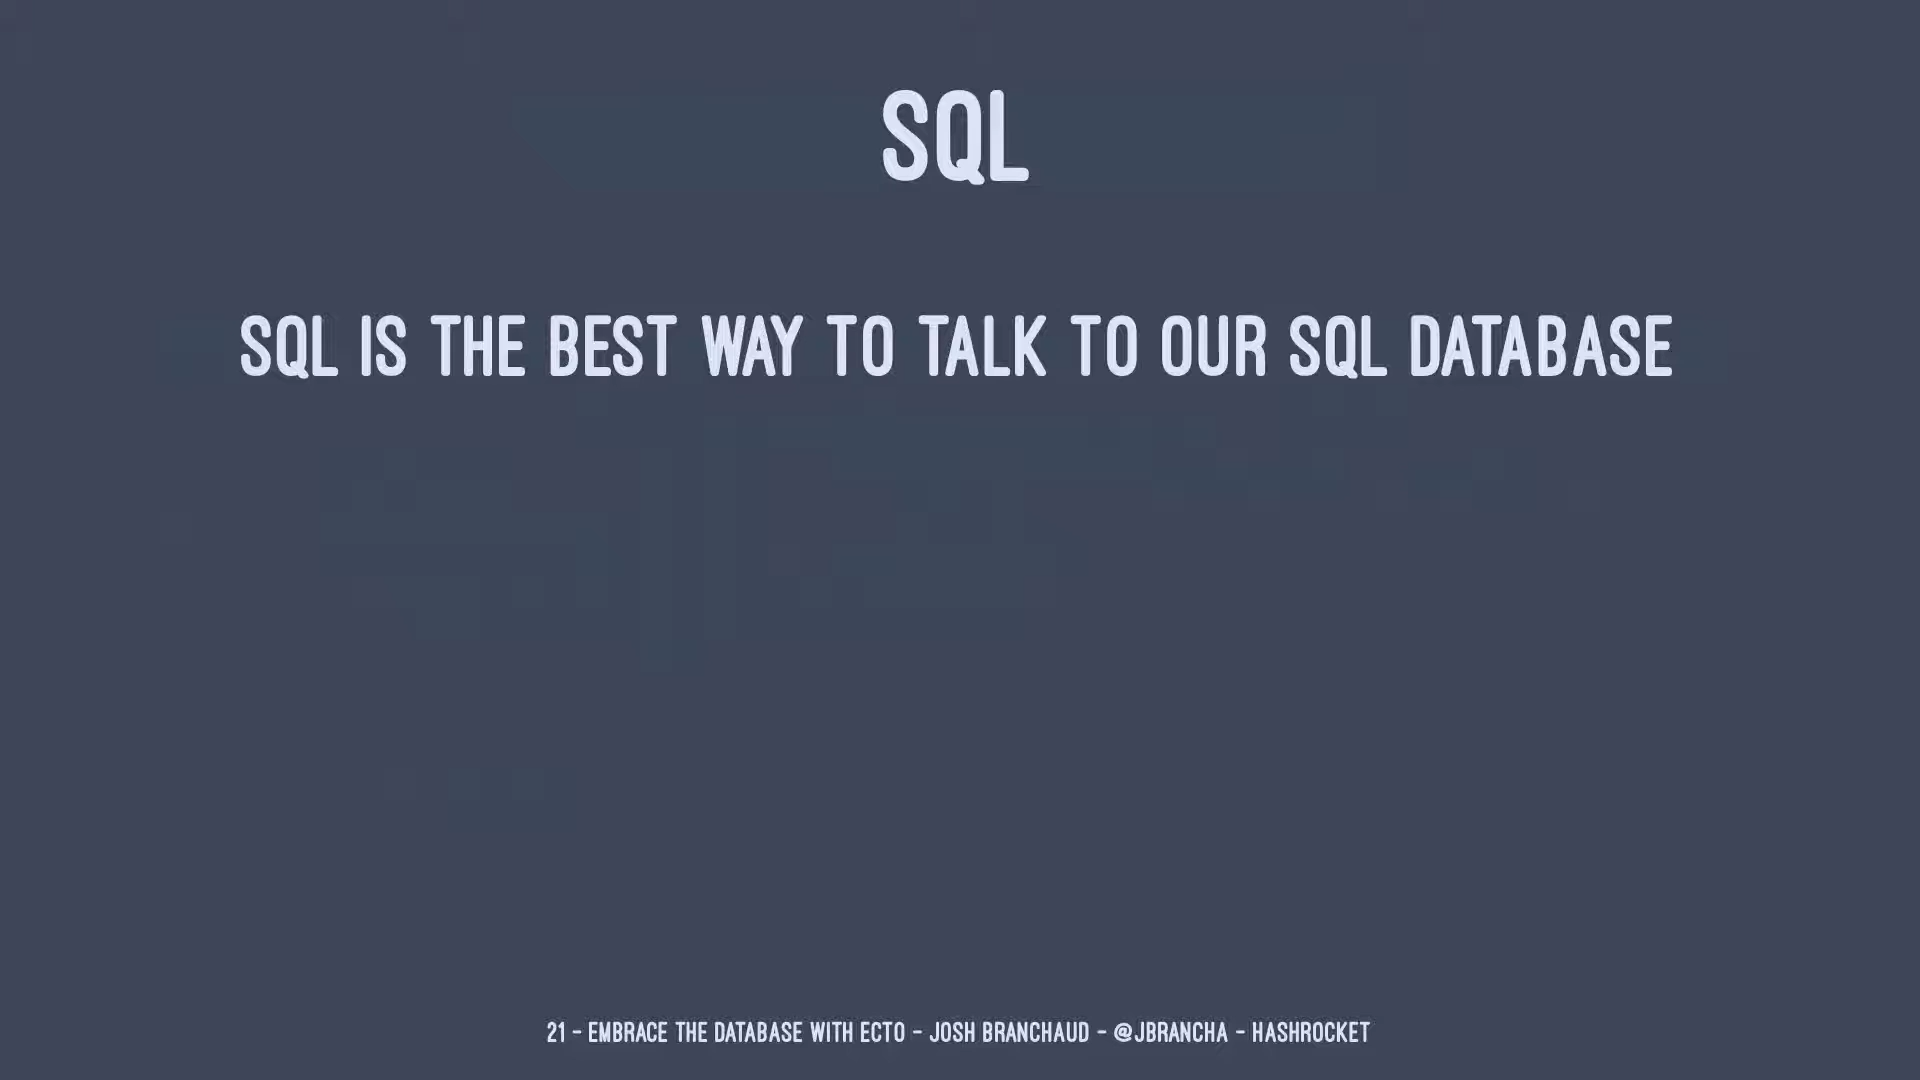 SQL
SQL IS THE BEST WAY TO TALK TO OUR SQL DATABASE
21 - EMBRACE THE DATABASE WITH ECTO - JOSH BRANCHAUD - @JBRANCHA - HASHROCKET